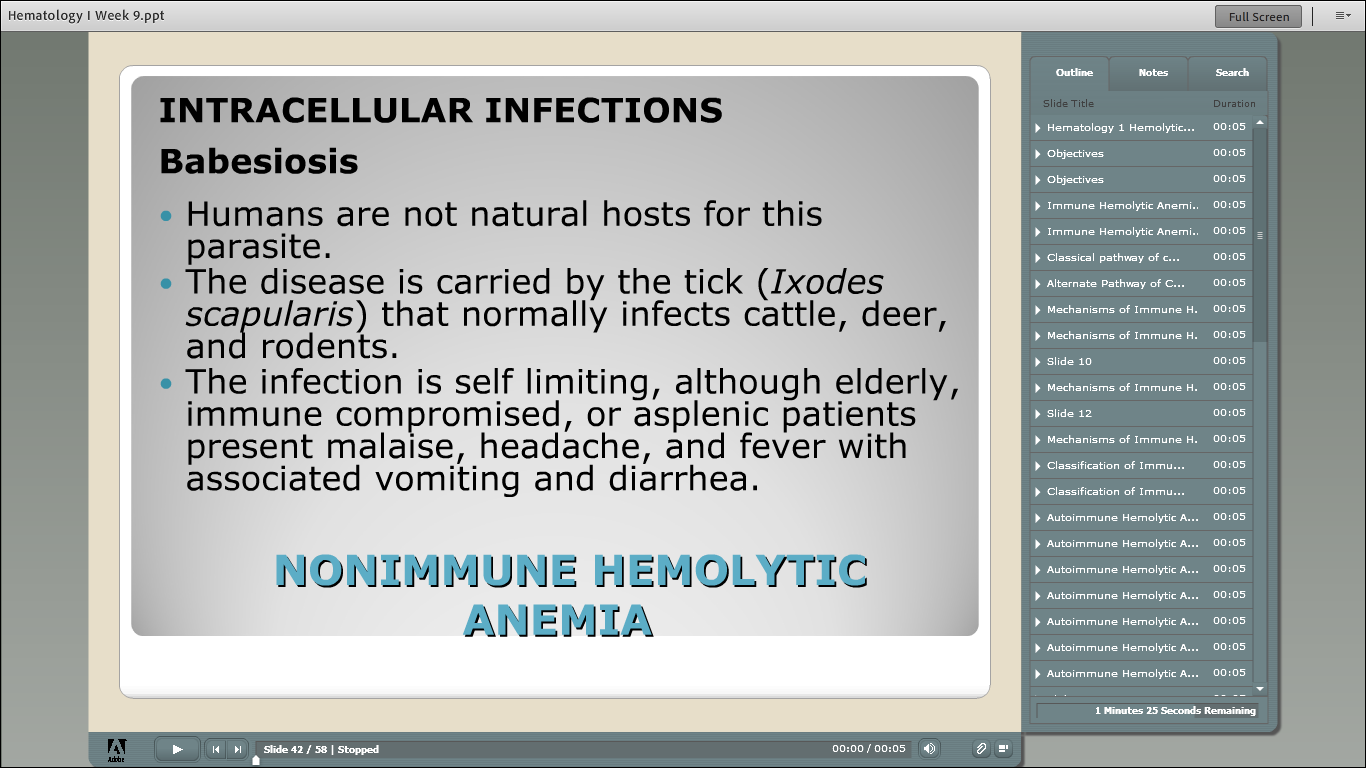 Hematology I Week 9.ppt
Full Screen
INTRACELLULAR INFECTIONS
Babesiosis
• Humans are not natural hosts for this
parasite.
• The disease is carried by the tick (Ixodes
scapularis) that normally infects cattle, deer,
and rodents.
• The infection is self limiting, although elderly,
immune compromised, or asplenic patients
present malaise, headache, and fever with
associated vomiting and diarrhea.
NONIMMUNE HEMOLYTIC
ANEMIA
Outline Notes Search
Slide Title Duration
Hematology 1 Hemolytic... 00:05
Objectives 00:05
Objectives 00:05
Immune Hemolytic Anemi.. 00:05
Immune Hemolytic Anemi.. 00:05
Classical pathway of c... 00:05
Alternate Pathway of C... 00:05
Mechanisms of Immune H. 00:05
Mechanisms of Immune H. 00:05
Slide 10 00:05
Mechanisms of Immune H. 00:05
Slide 12 00:05
Mechanisms of Immune H. 00:05
Classification of Immu... 00:05
Classification of Immu... 00:05
Autoimmune Hemolytic A... 00:05
Autoimmune Hemolytic A... 00:05
Autoimmune Hemolytic A... 00:05
Autoimmune Hemolytic A... 00:05
Autoimmune Hemolytic A... 00:05
Autoimmune Hemolytic A... 00:05
Autoimmune Hemolytic A... 00:05
1 Minutes 25 Seconds Remaining
Adobe
Slide 42 / 58 | Stopped
00:00 / 00:05